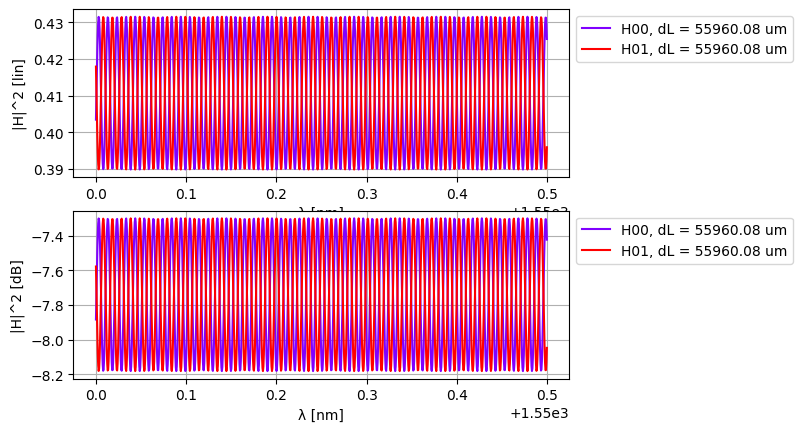 |H|^2 [lin]
0.43
0.42
0.41
0.40
0.39
0.0 0.1 0.2 0.3 0.4 0.5
H00, dL = 55960.08 um
H01, dL = 55960.08 um
|H|^2 [dB]
−7.4
−7.6
−7.8
−8.0
−8.2
0.0 0.1 0.2 0.3 0.4 0.5
λ [nm]
+1.55e3
H00, dL = 55960.08 um
H01, dL = 55960.08 um